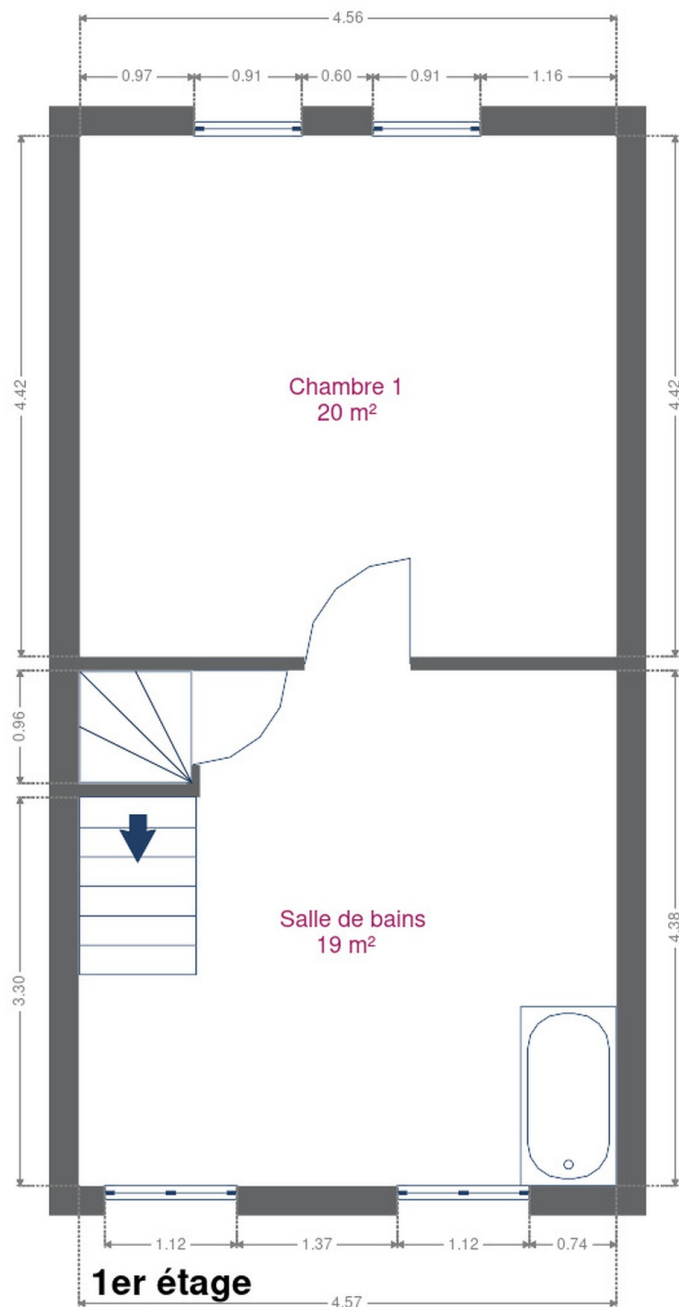 4.56
0.97 0.91 0.60 0.91 1.16
4.42
4.42
Chambre 1
20 m²
0.96
Salle de bains
19 m²
4.38
3.30
1.12 1.37 1.12 0.74
1er étage
4.57